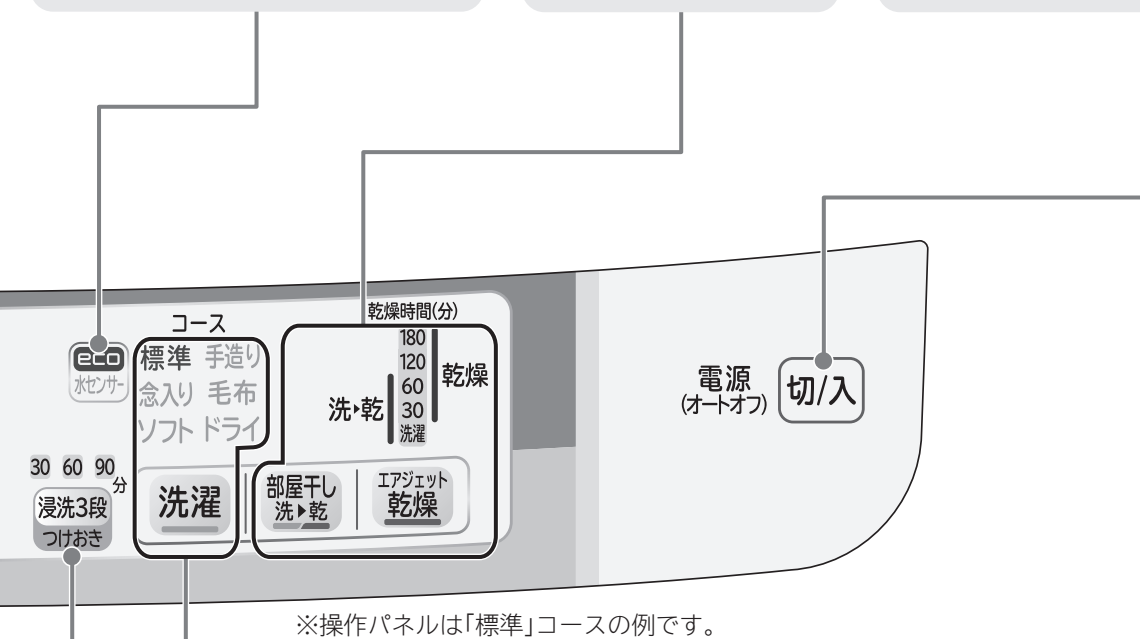 コース
標準 手造り
念入り 毛布
ソフト ドライ
eco
水センサー
乾燥時間(分)
180
120
60
30
洗濯
洗▸乾
乾燥
30 60 90分
浸洗3段
つけおき
洗濯
部屋干し
洗▶乾
エアジェット
乾燥
電源
(オートオフ)
切/入
※操作パネルは「標準」コースの例です。